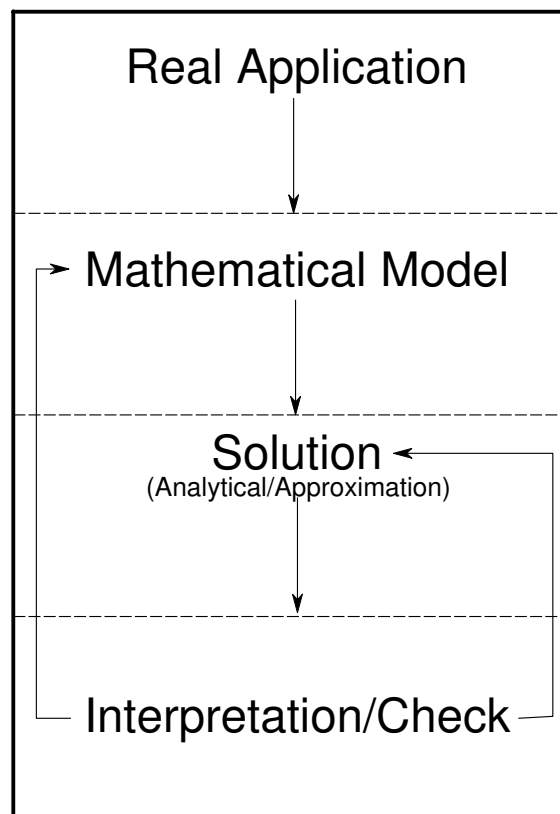 Real Application
Mathematical Model
Solution
(Analytical/Approximation)
Interpretation/Check